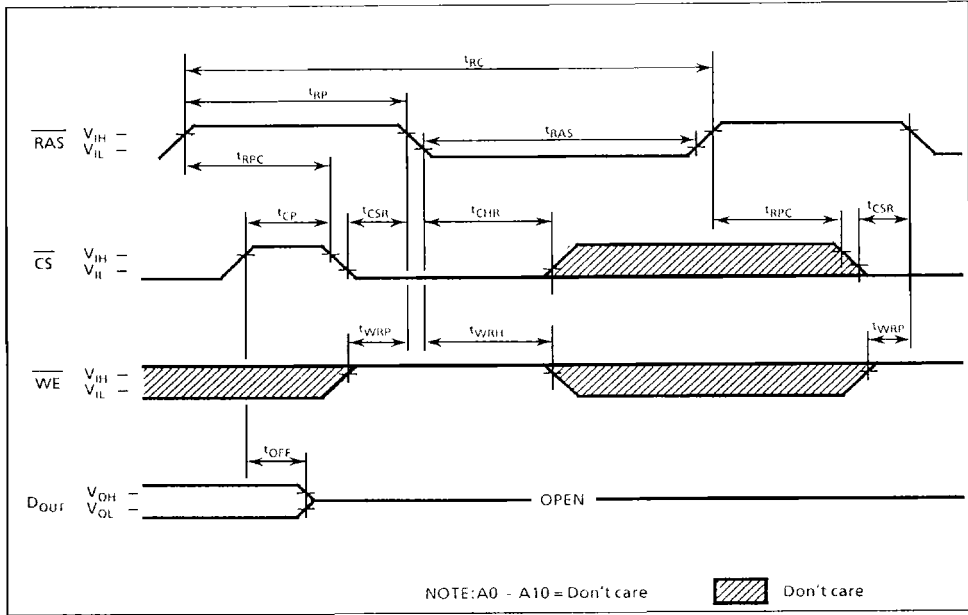 tRC
tRP
RAS VIH
VIL
tRAS
tRPC
tCP tCSR tCHR tRPC tCSR
CS VIH
VIL
tWRP tWRH tWRP
WE VIH
VIL
tOFF
DOUT VOH
VOL
OPEN
NOTE:A0 - A10 = Don't care Don't care